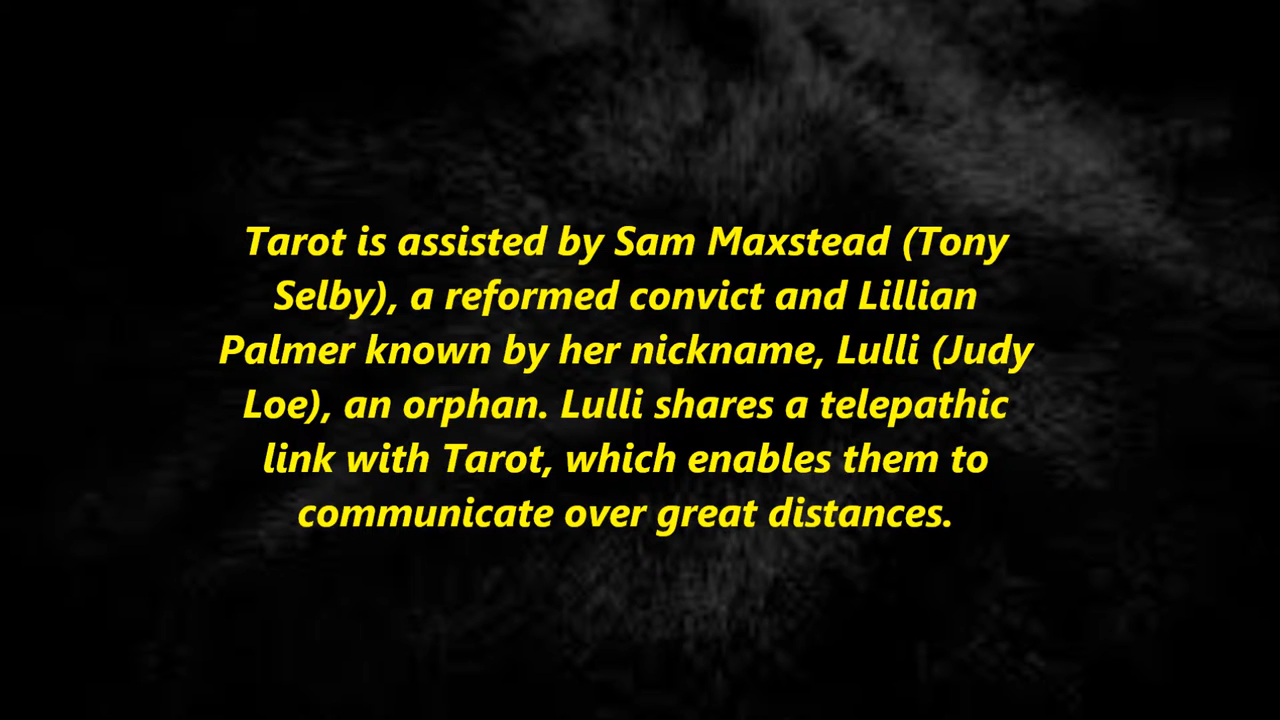 Tarot is assisted by Sam Maxstead (Tony
Selby), a reformed convict and Lillian
Palmer known by her nickname, Lulli (Judy
Loe), an orphan. Lulli shares a telepathic
link with Tarot, which enables them to
communicate over great distances.